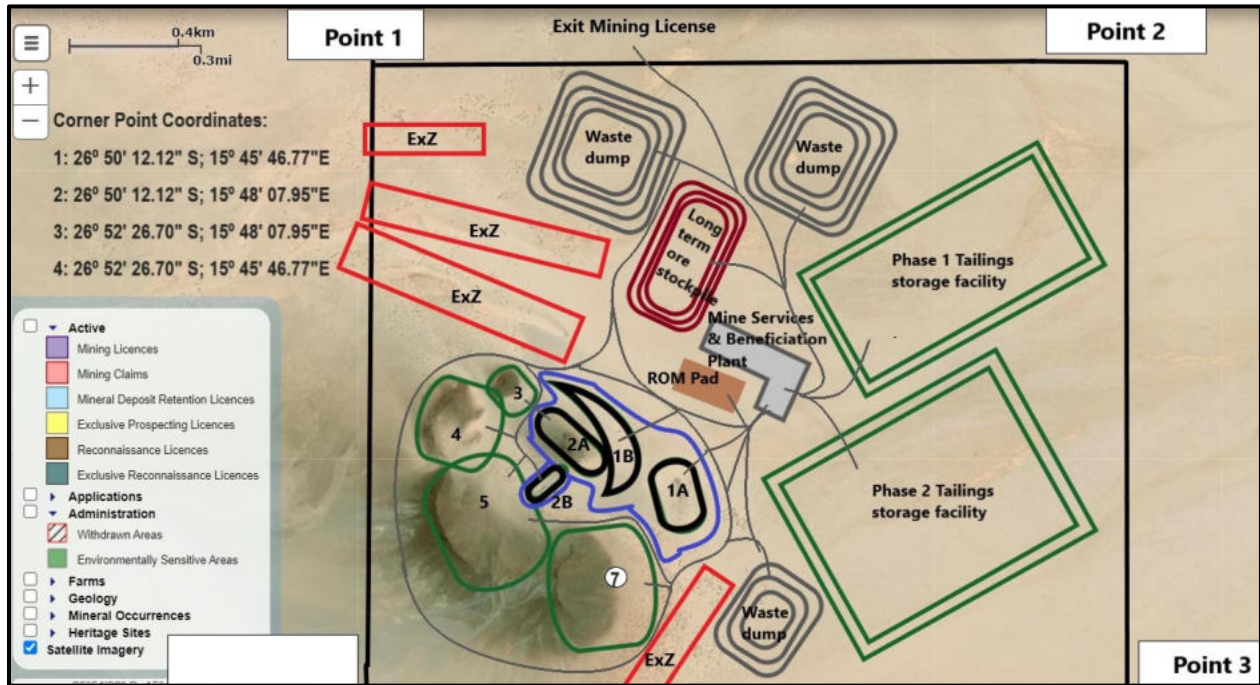 Point 1
Exit Mining License
Point 2
0.4km
0.3mi
+
−
Corner Point Coordinates:
1: 26º 50' 12.12" S; 15º 45' 46.77"E
2: 26º 50' 12.12" S; 15º 48' 07.95"E
3: 26º 52' 26.70" S; 15º 48' 07.95"E
4: 26º 52' 26.70" S; 15º 45' 46.77"E
ExZ
ExZ
ExZ
Waste
dump
Waste
dump
Long
term
ore
stockpile
Phase 1 Tailings
storage facility
Mine Services
& Beneficiation
Plant
ROM Pad
3
4
2A
1B
5
2B
1A
Phase 2 Tailings
storage facility
7
Waste
dump
ExZ
Active
Mining Licences
Mining Claims
Mineral Deposit Retention Licences
Exclusive Prospecting Licences
Reconnaissance Licences
Exclusive Reconnaissance Licences
Applications
Administration
Withdrawn Areas
Environmentally Sensitive Areas
Farms
Geology
Mineral Occurrences
Heritage Sites
Satellite Imagery
Point 3